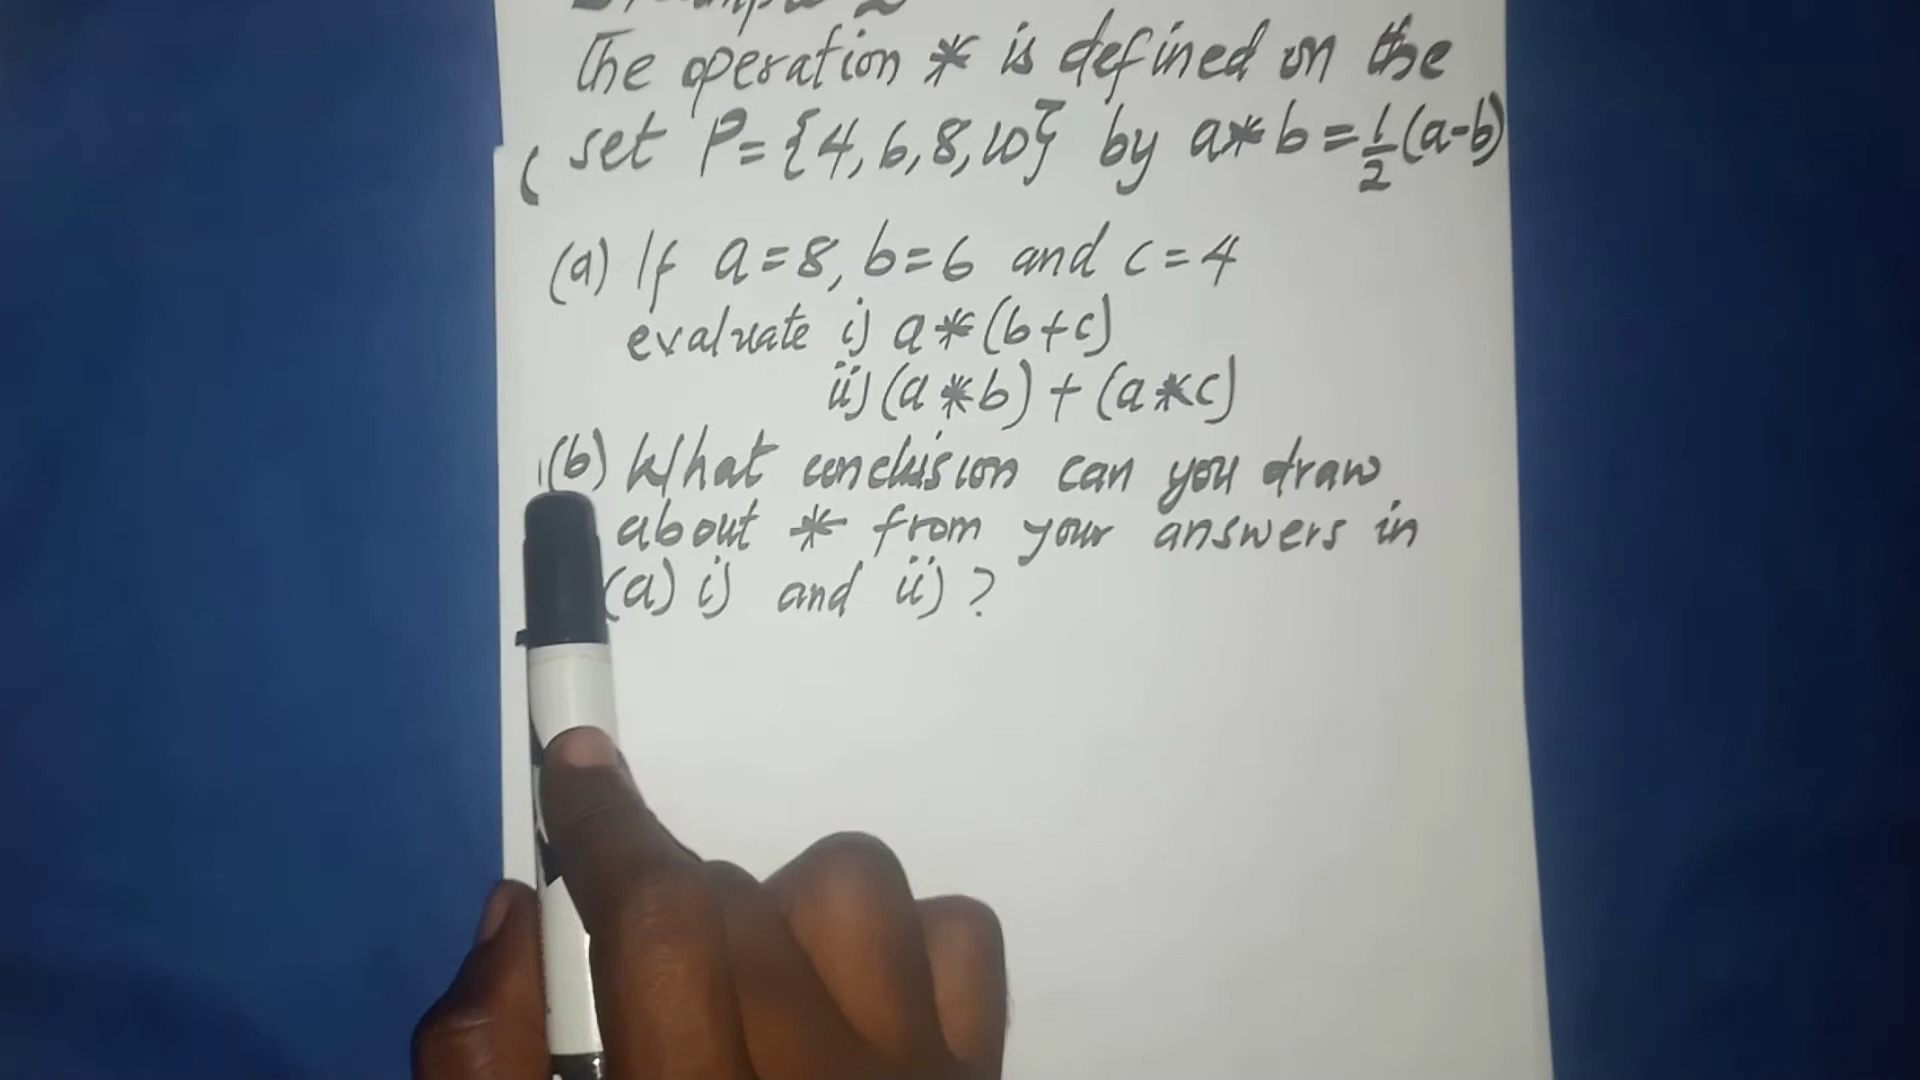 The operation * is defined on the
set P={4,6,8,10} by a*b=½(a-b)
(a) If a=8, b=6 and c=4
evaluate i) a*(b+c)
ii) (a*b)+(a*c)
(b) What conclusion can you draw
about * from your answers in
(a) i) and ii)?